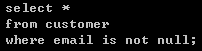 select *
from customer
where email is not null;